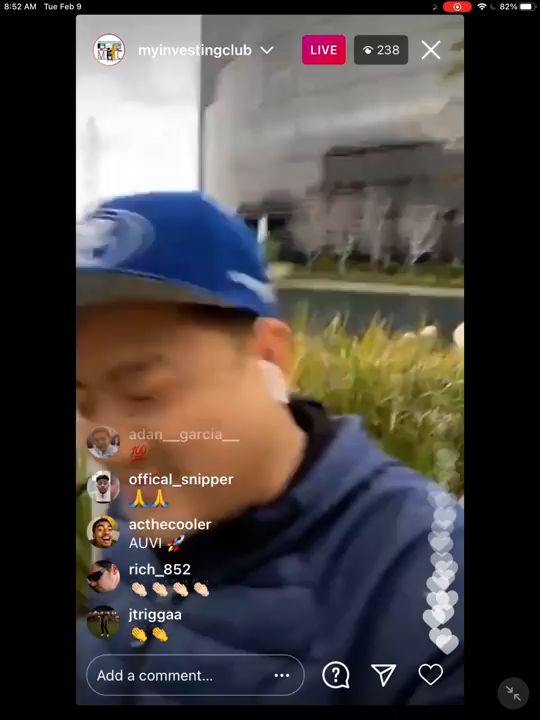 8:52 AM Tue Feb 9
82%
myinvestingclub
LIVE
238
adan__garcia__
offical_snipper
acthecooler
AUVI
rich_852
jtriggaa
Add a comment...